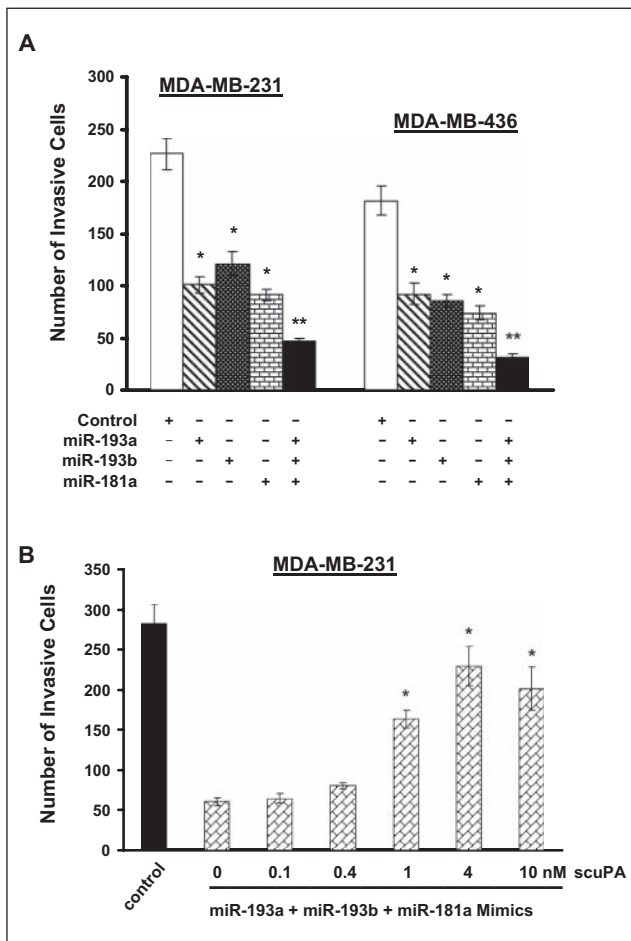 A
MDA-MB-231
MDA-MB-436
Number of Invasive Cells
300
250
200
150
100
50
0
* * * ** * * * **
Control + – – – – + – – – –
miR-193a – + – – + – + – – +
miR-193b – – + – + – – + – +
miR-181a – – – + + – – – + +
B
MDA-MB-231
Number of Invasive Cells
350
300
250
200
150
100
50
0
* * *
control 0 0.1 0.4 1 4 10 nM scuPA
miR-193a + miR-193b + miR-181a Mimics